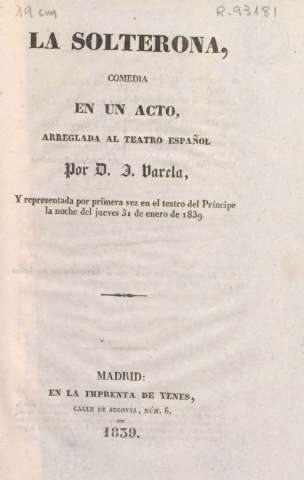 19 cm
R-93181
LA SOLTERONA,
COMEDIA
EN UN ACTO,
ARREGLADA AL TEATRO ESPAÑOL
Por D. J. Varela,
Y representada por primera vez en el teatro del Príncipe
la noche del jueves 31 de enero de 1839.
MADRID:
EN LA IMPRENTA DE YENES,
CALLE DE SEGOVIA, NÚM. 6.
1839.